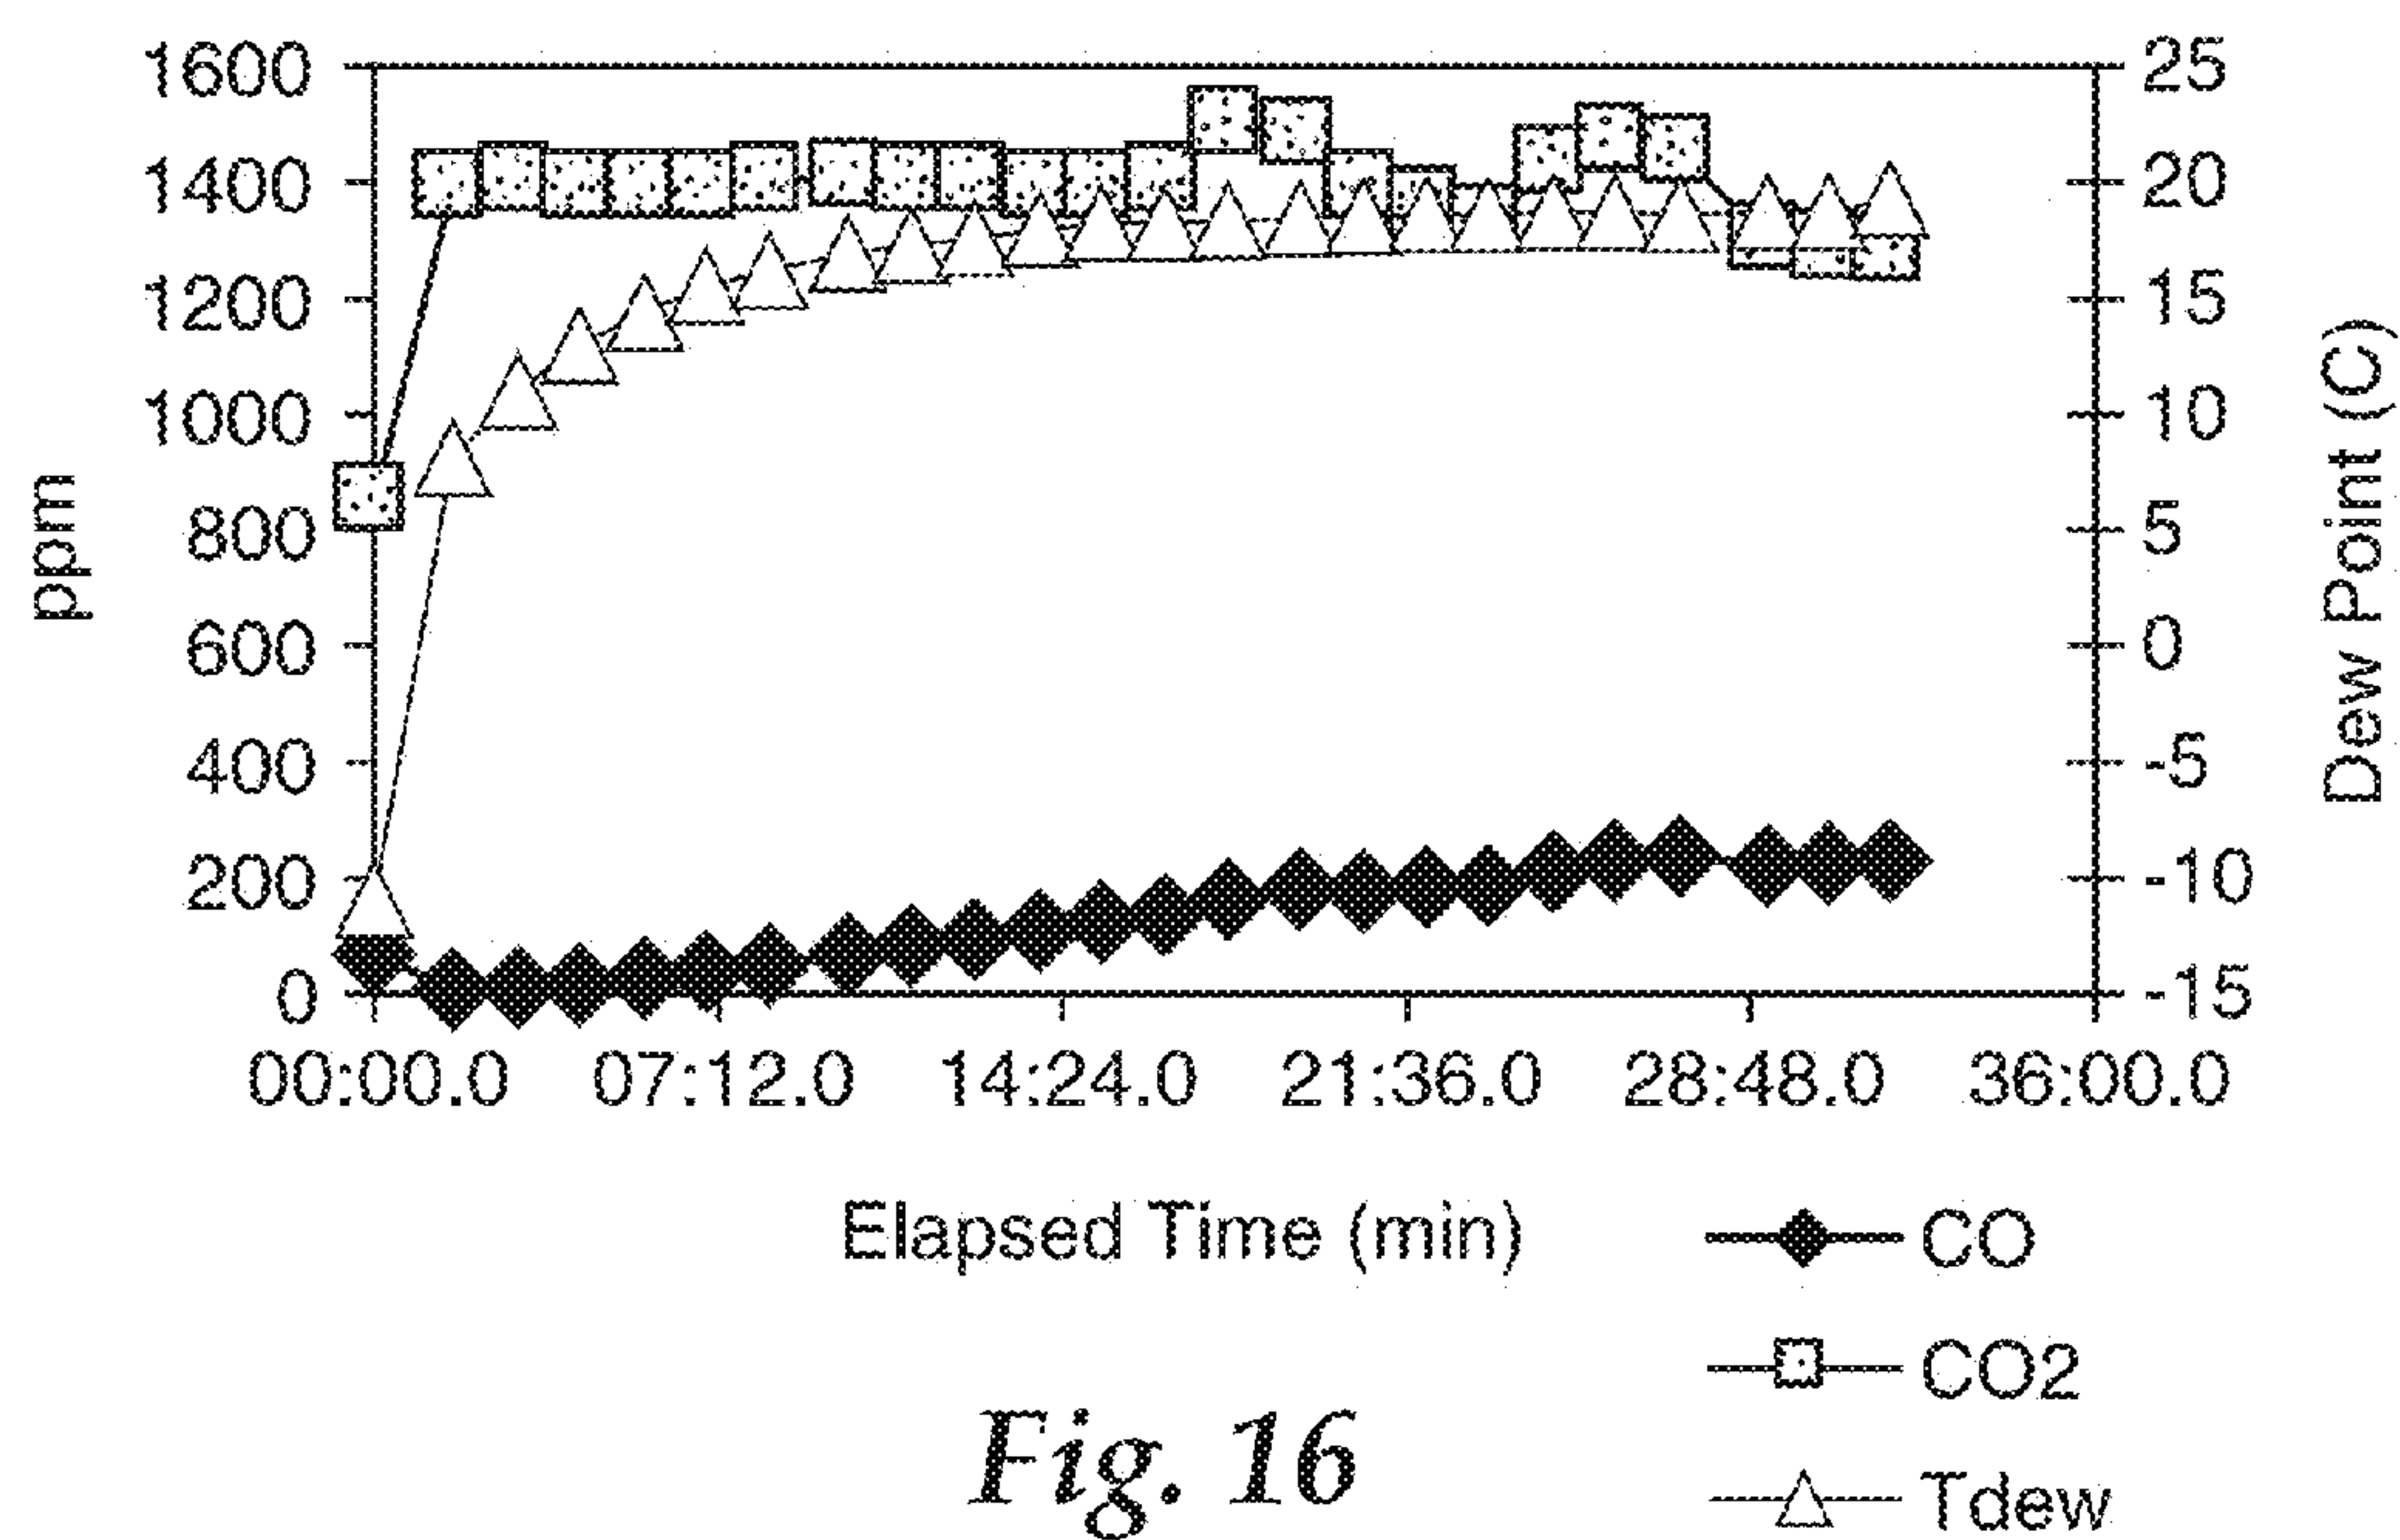 1600
1400
1200
1000
800
600
400
200
0
ppm
25
20
15
10
5
0
-5
-10
-15
Dew Point (C)
00:00.0 07:12.0 14:24.0 21:36.0 28:48.0 36:00.0
Elapsed Time (min)
CO
CO2
Tdew
Fig. 16